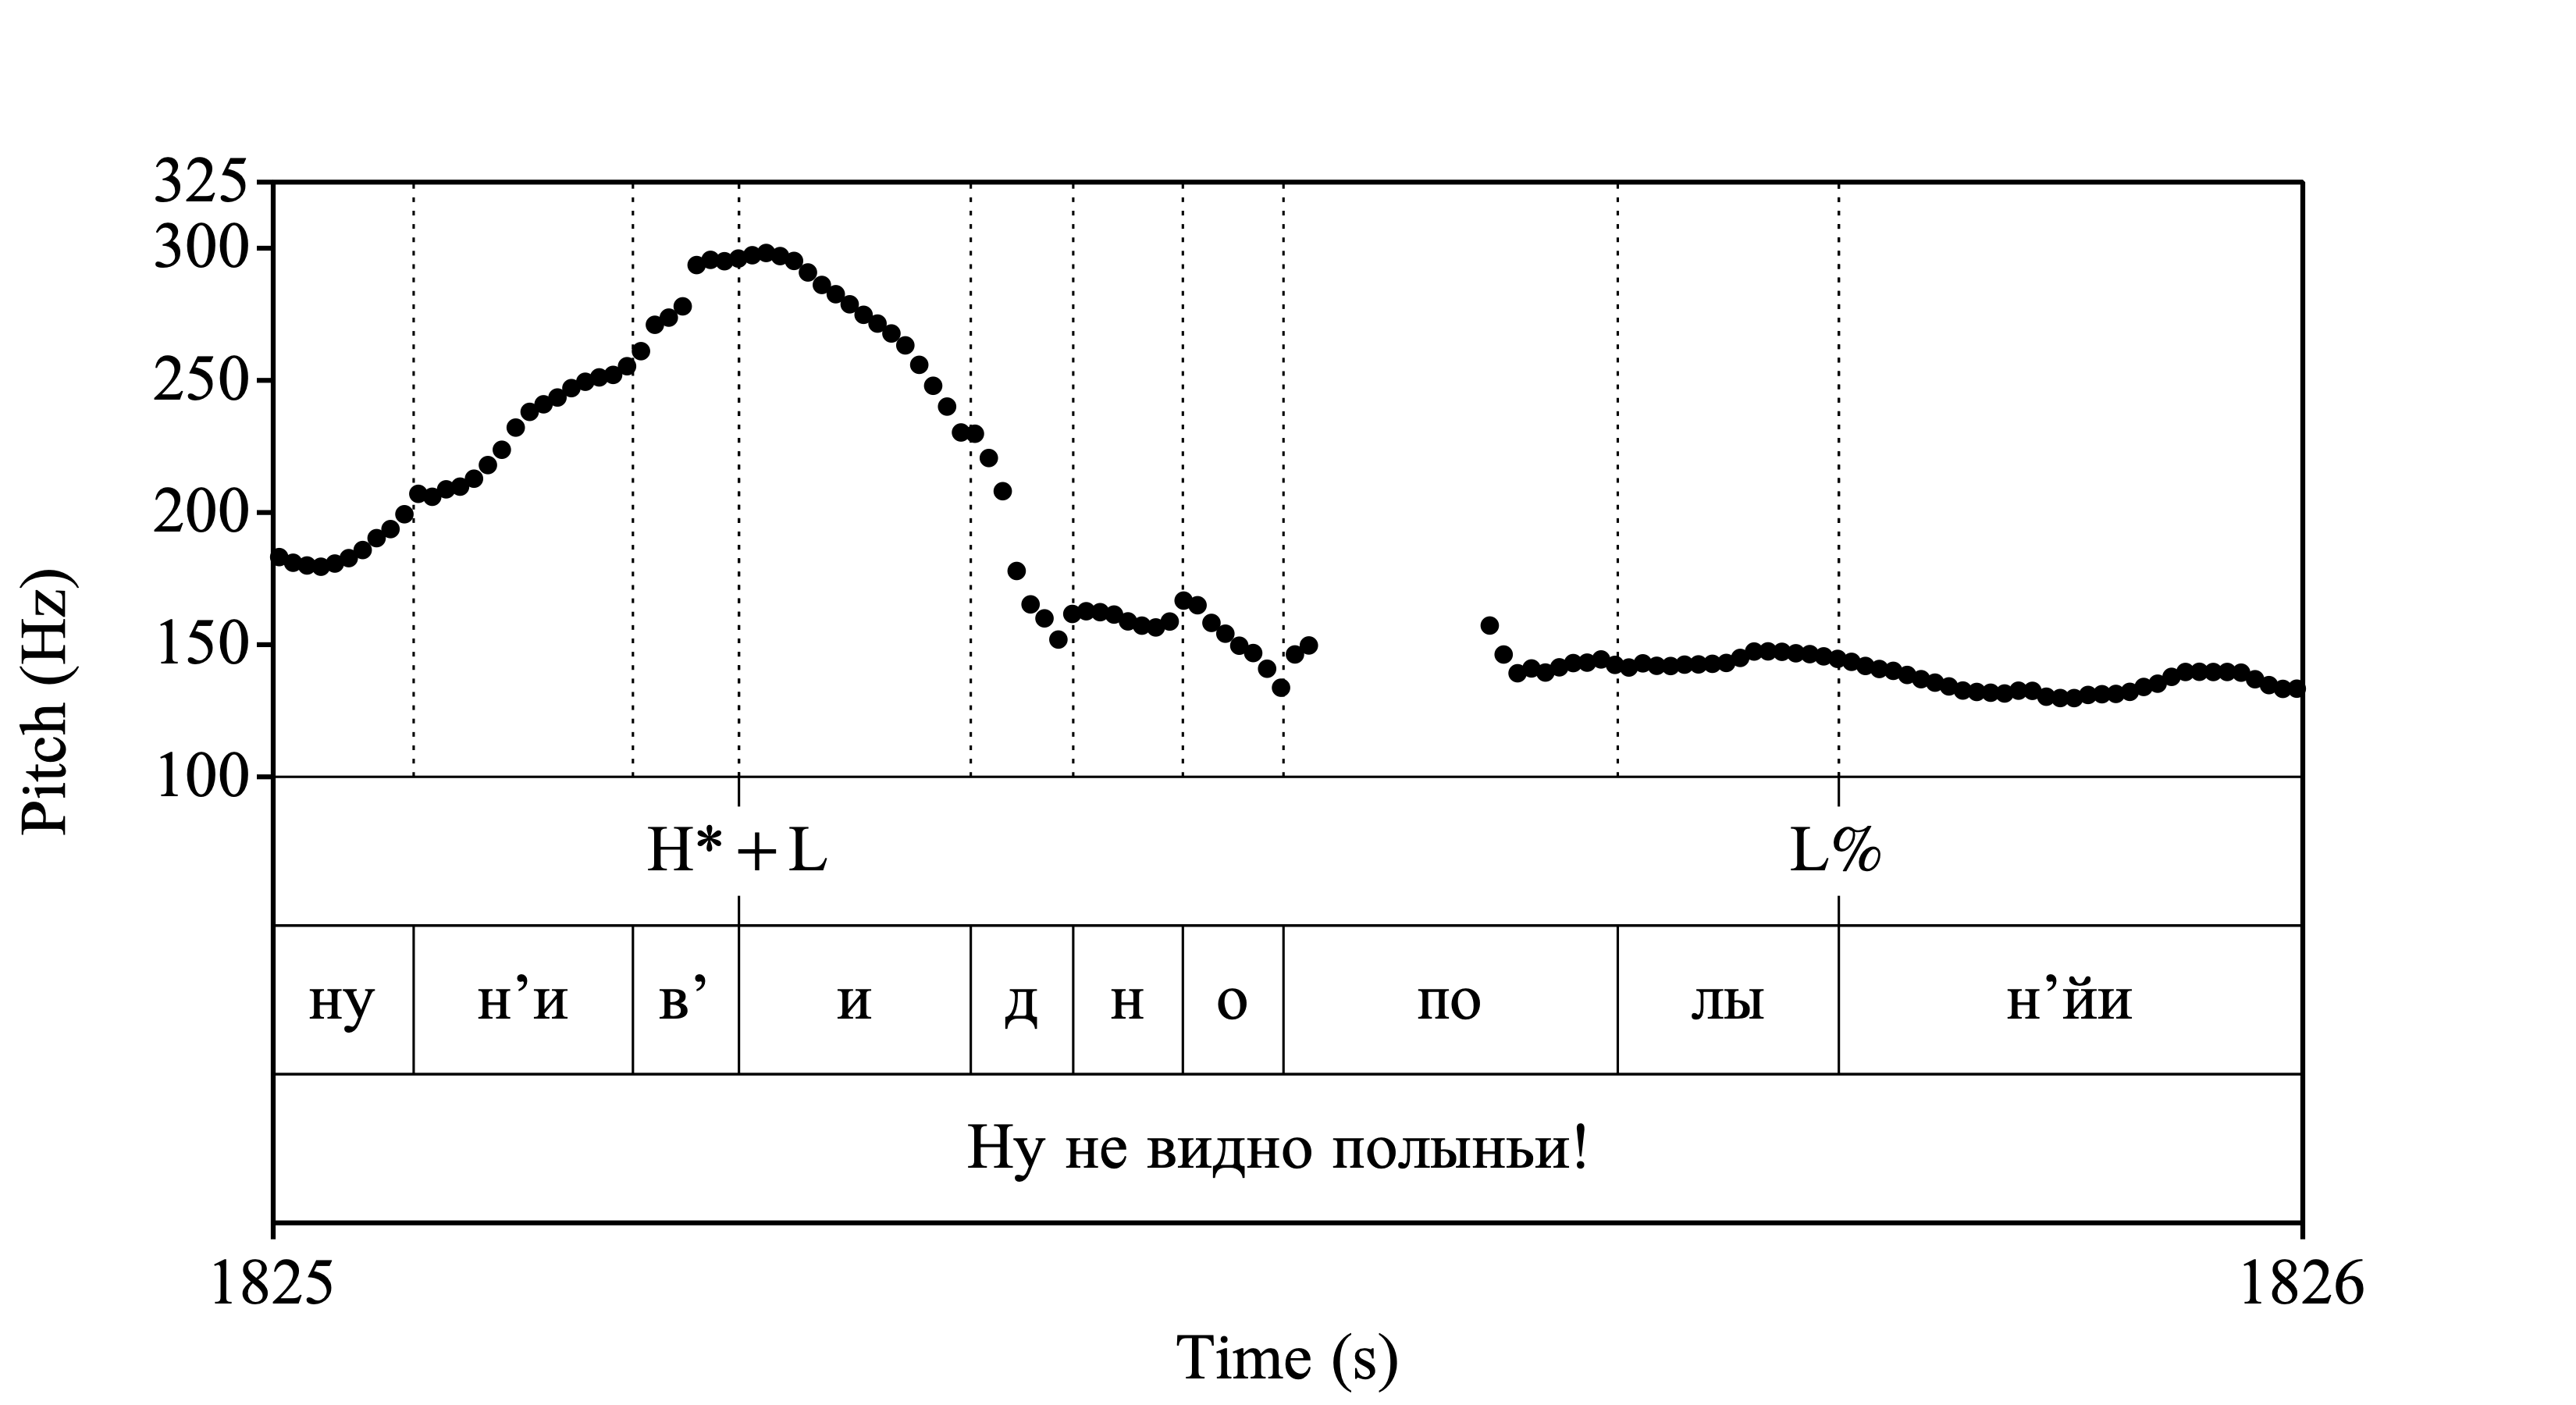 325
300
250
200
150
100
Pitch (Hz)
H* + L L%
ну н’и в’ и д н о по лы н’йи
Ну не видно полыньи!
1825 1826
Time (s)